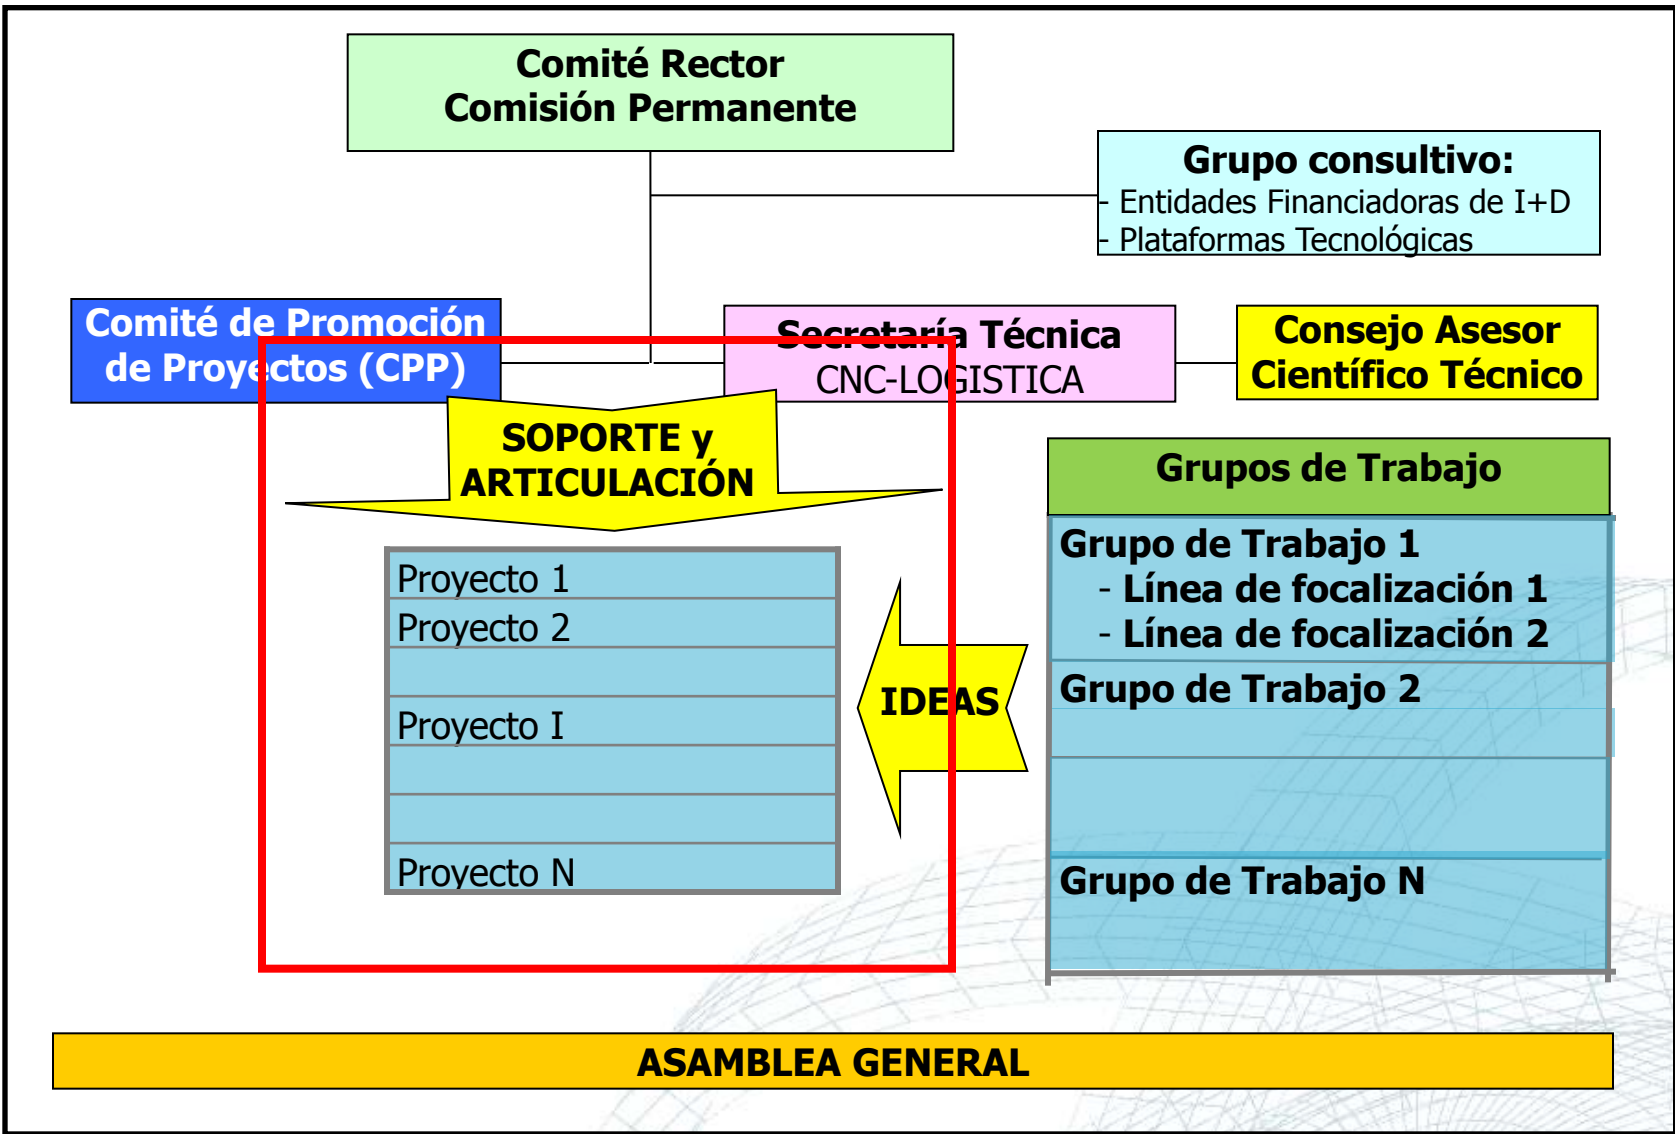 Comité Rector
Comisión Permanente
Grupo consultivo:
- Entidades Financiadoras de I+D
- Plataformas Tecnológicas
Comité de Promoción
de Proyectos (CPP)
Secretaría Técnica
CNC-LOGISTICA
Consejo Asesor
Científico Técnico
SOPORTE y
ARTICULACIÓN
Proyecto 1
Proyecto 2
Proyecto I
Proyecto N
IDEAS
Grupos de Trabajo
Grupo de Trabajo 1
- Línea de focalización 1
- Línea de focalización 2
Grupo de Trabajo 2
Grupo de Trabajo N
ASAMBLEA GENERAL